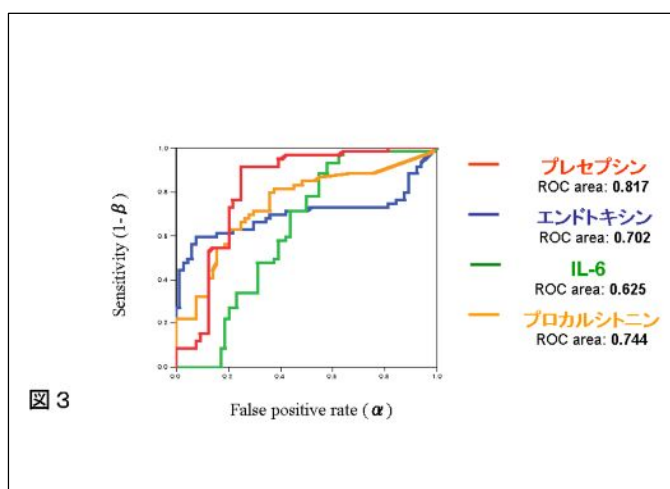 1.0
0.8
0.6
0.4
0.2
0.0
0.0 0.2 0.4 0.6 0.8 1.0
Sensitivity (1-β)
False positive rate (α)
プレセプシン
ROC area: 0.817
エンドトキシン
ROC area: 0.702
IL-6
ROC area: 0.625
プロカルシトニン
ROC area: 0.744
図 3